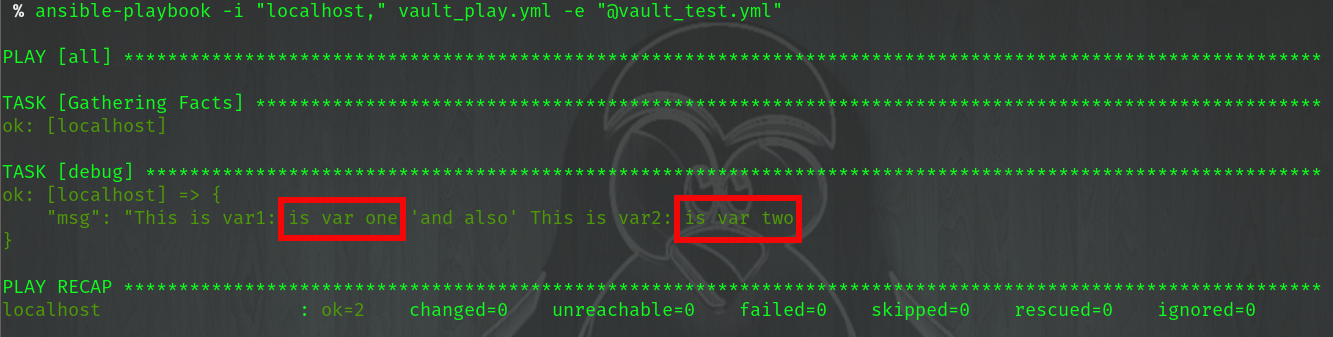 % ansible-playbook -i "localhost," vault_play.yml -e "@vault_test.yml"
PLAY [all] *************************************************************************************************************
TASK [Gathering Facts] *************************************************************************************************
ok: [localhost]
TASK [debug] ***********************************************************************************************************
ok: [localhost] => {
    "msg": "This is var1: is var one 'and also' This is var2: is var two
}
PLAY RECAP *************************************************************************************************************
localhost                  : ok=2    changed=0    unreachable=0    failed=0    skipped=0    rescued=0    ignored=0